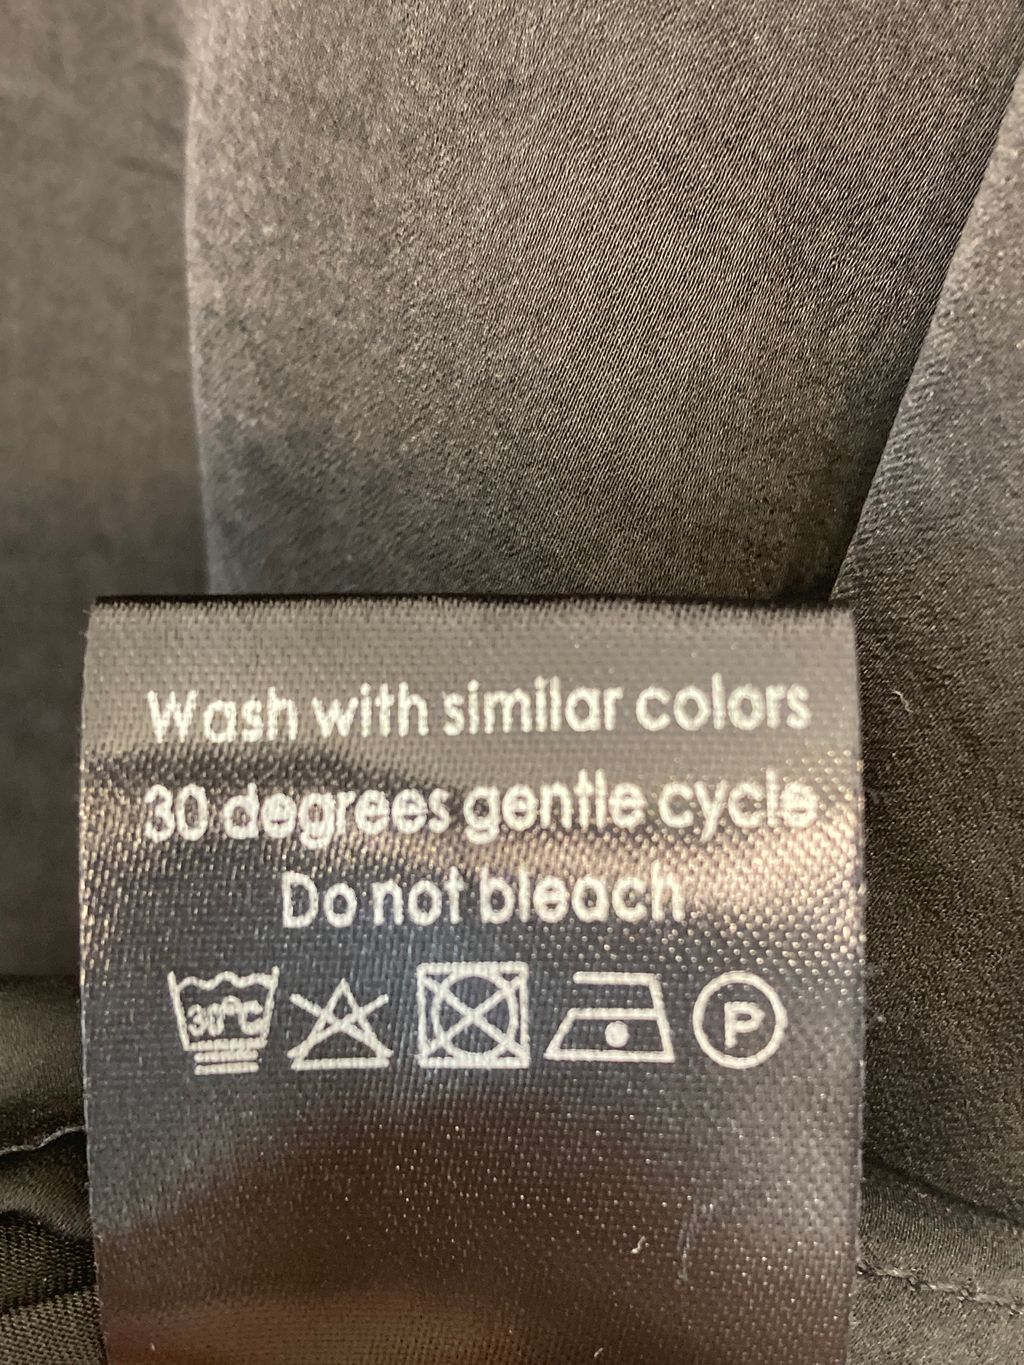 Wash with similar colors
30 degrees gentle cycle
Do not bleach
30°C P